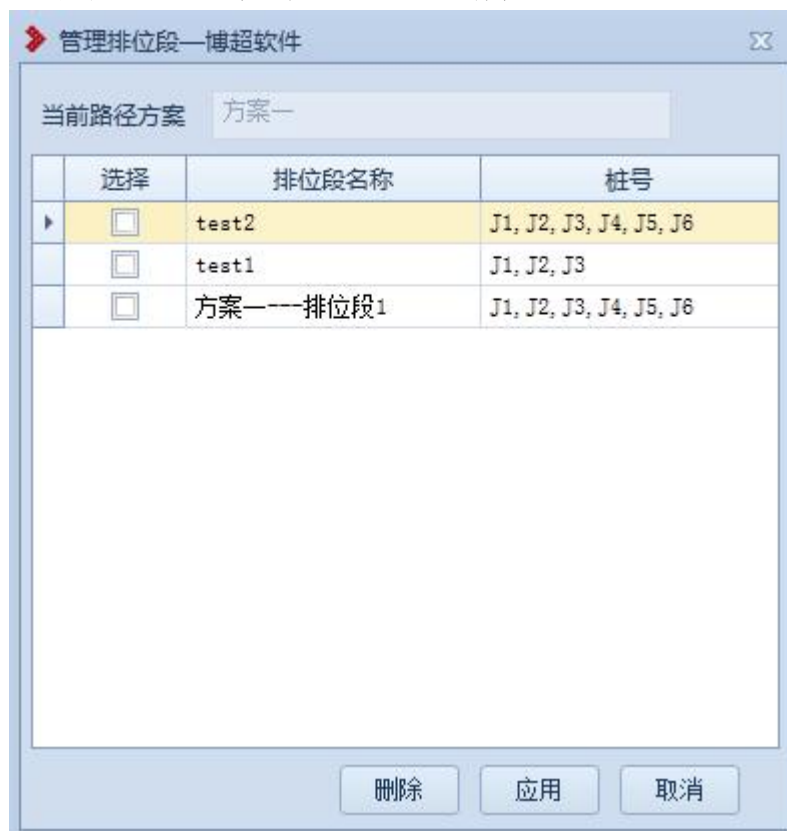 管理排位段—博超软件
当前路径方案 方案一
选择 排位段名称 桩号
test2 J1, J2, J3, J4, J5, J6
test1 J1, J2, J3
方案一---排位段1 J1, J2, J3, J4, J5, J6
删除 应用 取消